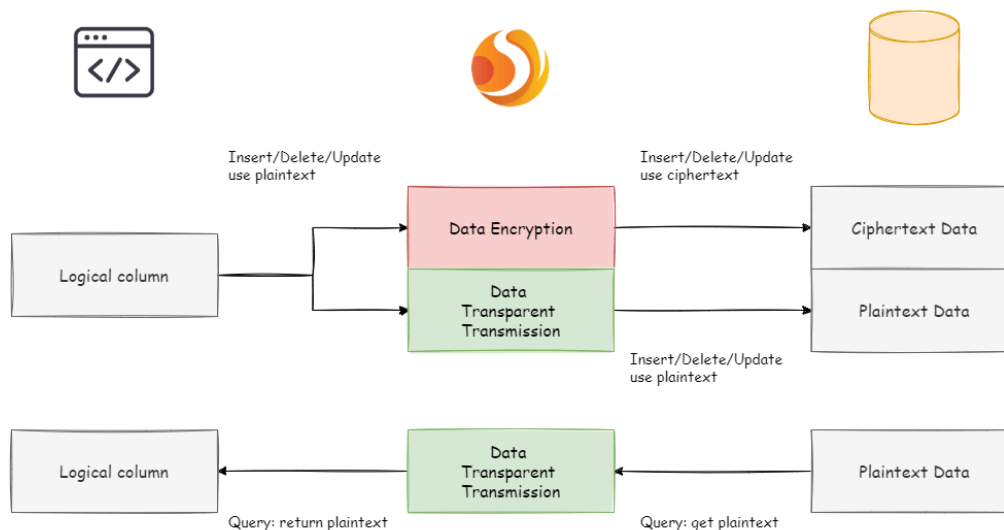 Insert/Delete/Update
use plaintext
Insert/Delete/Update
use ciphertext
Logical column
Data Encryption
Ciphertext Data
Data
Transparent
Transmission
Plaintext Data
Insert/Delete/Update
use plaintext
Logical column
Data
Transparent
Transmission
Plaintext Data
Query: return plaintext
Query: get plaintext